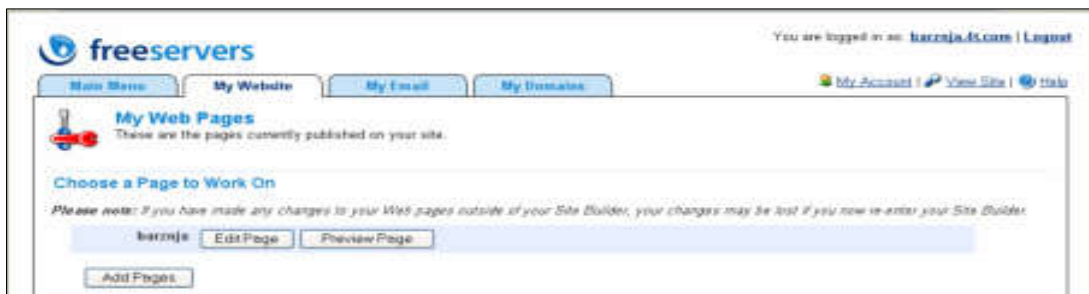 You are logged in as: barznja.4t.com | Logout
freeservers
Main Menu My Website My Email My Domains
My Account | View Site | Help
My Web Pages
These are the pages currently published on your site.
Choose a Page to Work On
Please note: If you have made any changes to your Web pages outside of your Site Builder, your changes may be lost if you now re-enter your Site Builder.
barznja Edit Page Preview Page
Add Pages